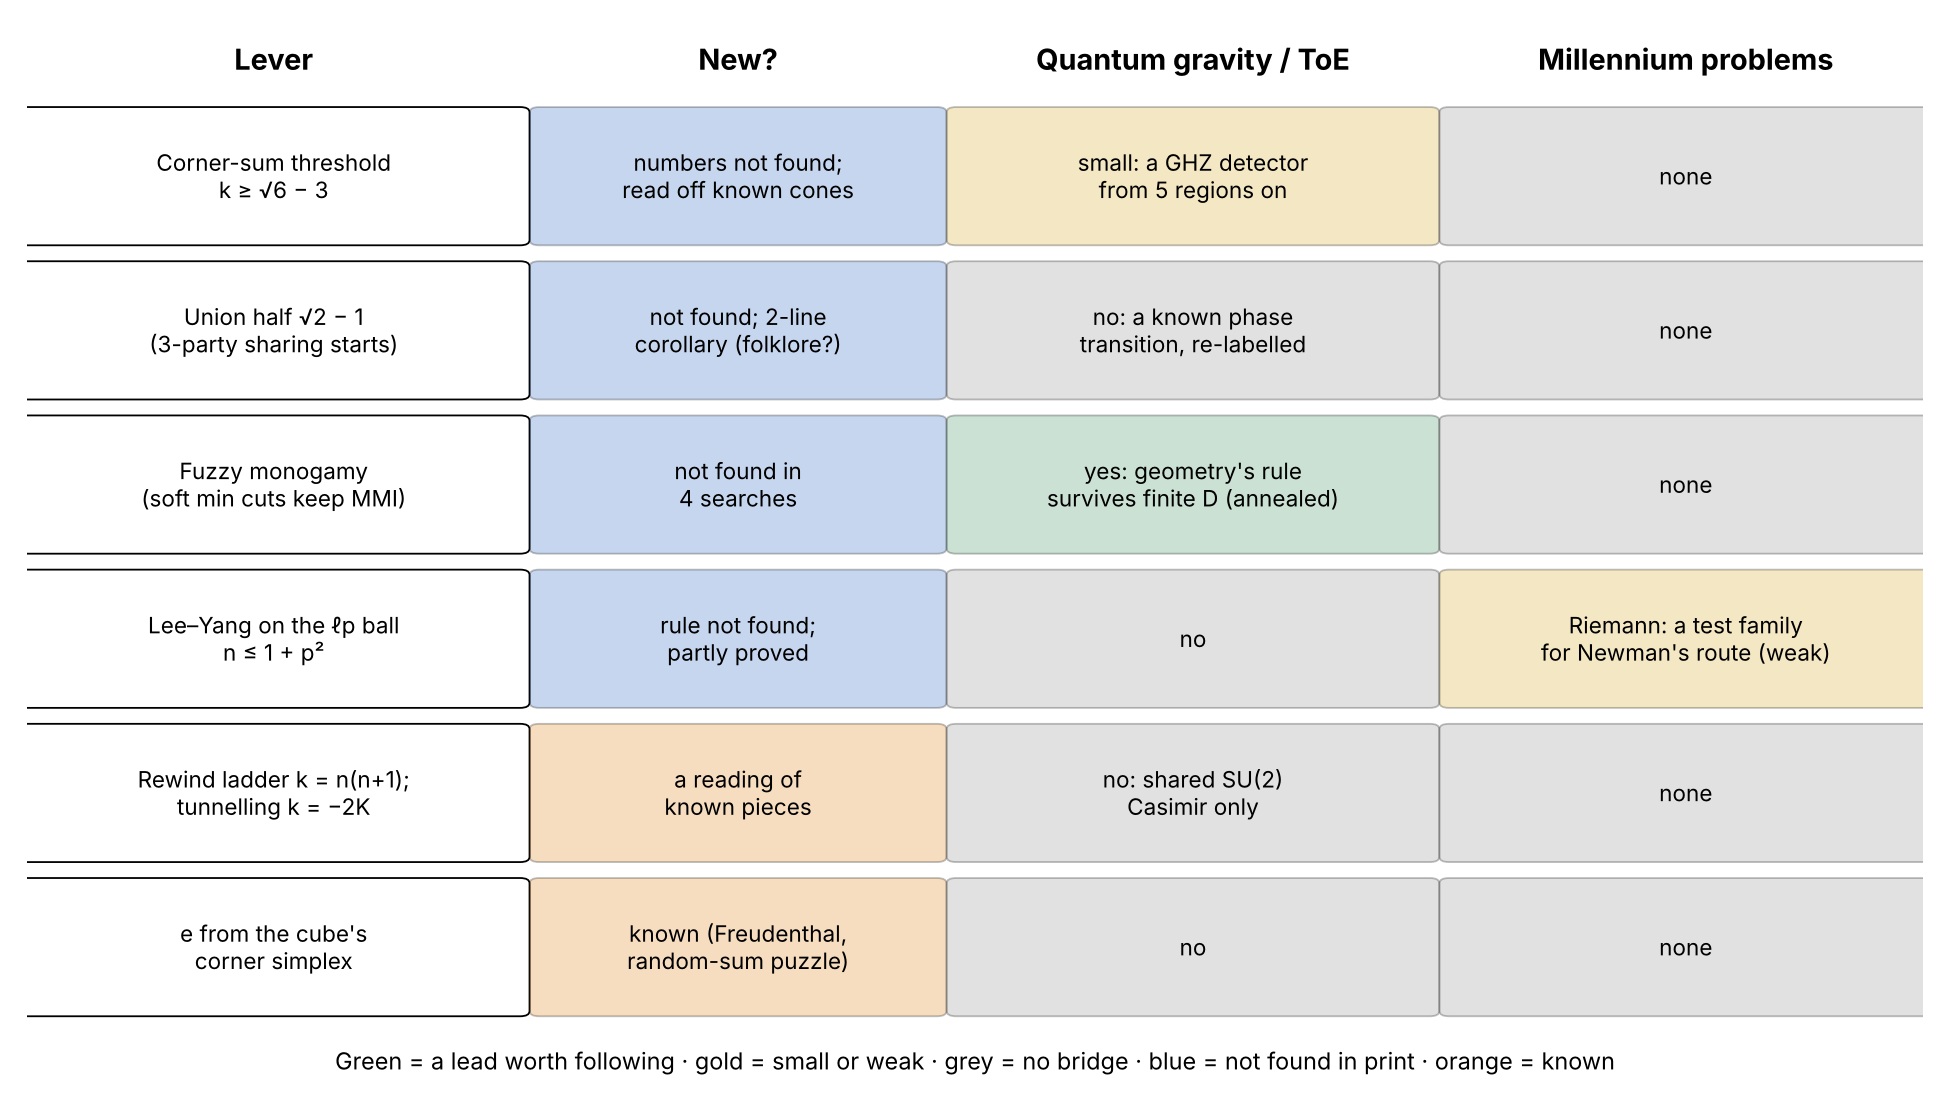 Lever
New?
Quantum gravity / ToE
Millennium problems
Corner-sum threshold
k ≥ √6 − 3
numbers not found;
read off known cones
small: a GHZ detector
from 5 regions on
none
Union half √2 − 1
(3-party sharing starts)
not found; 2-line
corollary (folklore?)
no: a known phase
transition, re-labelled
none
Fuzzy monogamy
(soft min cuts keep MMI)
not found in
4 searches
yes: geometry's rule
survives finite D (annealed)
none
Lee–Yang on the ℓp ball
n ≤ 1 + p²
rule not found;
partly proved
no
Riemann: a test family
for Newman's route (weak)
Rewind ladder k = n(n+1);
tunnelling k = −2K
a reading of
known pieces
no: shared SU(2)
Casimir only
none
e from the cube's
corner simplex
known (Freudenthal,
random-sum puzzle)
no
none
Green = a lead worth following · gold = small or weak · grey = no bridge · blue = not found in print · orange = known